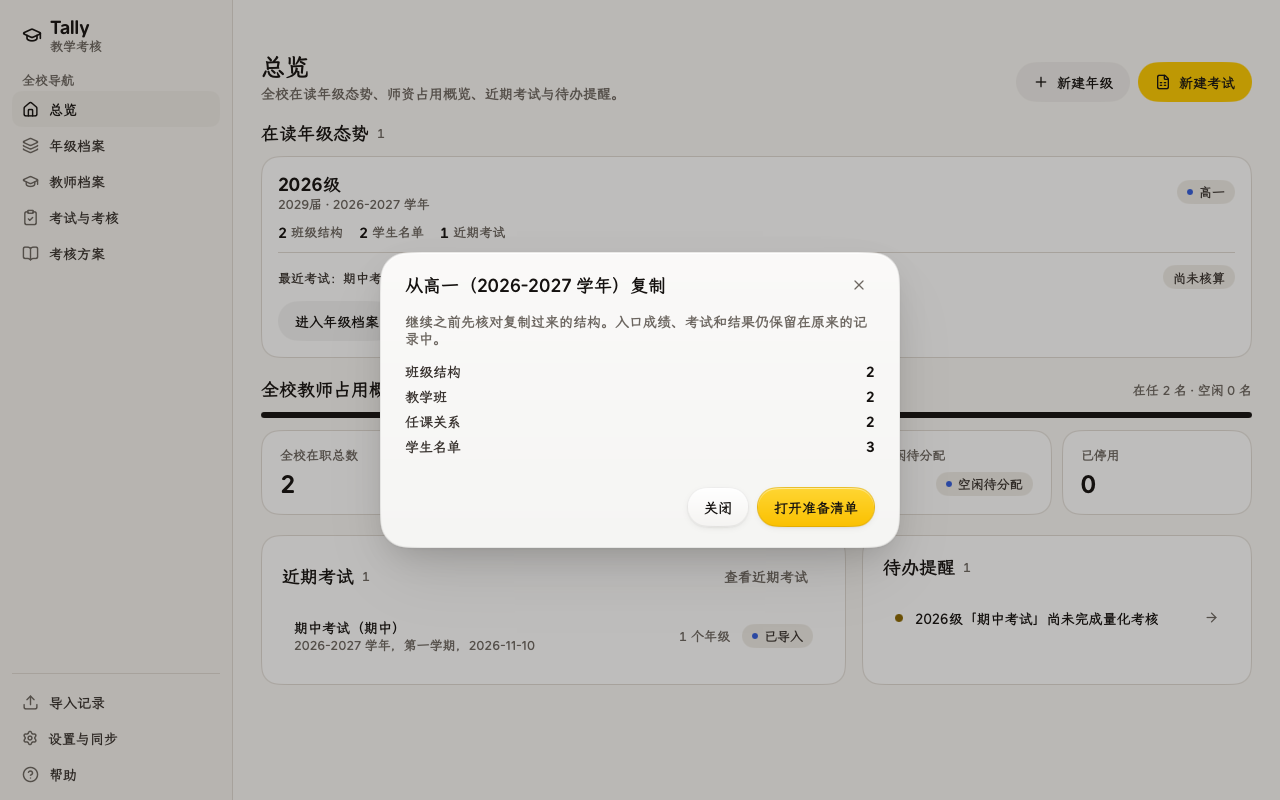 Tally
教学考核
全校导航
总览
年级档案
教师档案
考试与考核
考核方案
导入记录
设置与同步
帮助
总览
全校在读年级态势、师资占用概览、近期考试与待办提醒。
新建年级
新建考试
在读年级态势 1
2026级
2029届 · 2026-2027 学年
高一
2 班级结构 2 学生名单 1 近期考试
最近考试：期中考
尚未核算
进入年级档案
全校教师占用概
在任 2 名 · 空闲 0 名
全校在职总数
2
闲待分配
空闲待分配
已停用
0
从高一（2026-2027 学年）复制
继续之前先核对复制过来的结构。入口成绩、考试和结果仍保留在原来的记
录中。
班级结构 2
教学班 2
任课关系 2
学生名单 3
关闭
打开准备清单
近期考试 1
查看近期考试
期中考试（期中）
2026-2027 学年，第一学期，2026-11-10
1 个年级
已导入
待办提醒 1
2026级「期中考试」尚未完成量化考核